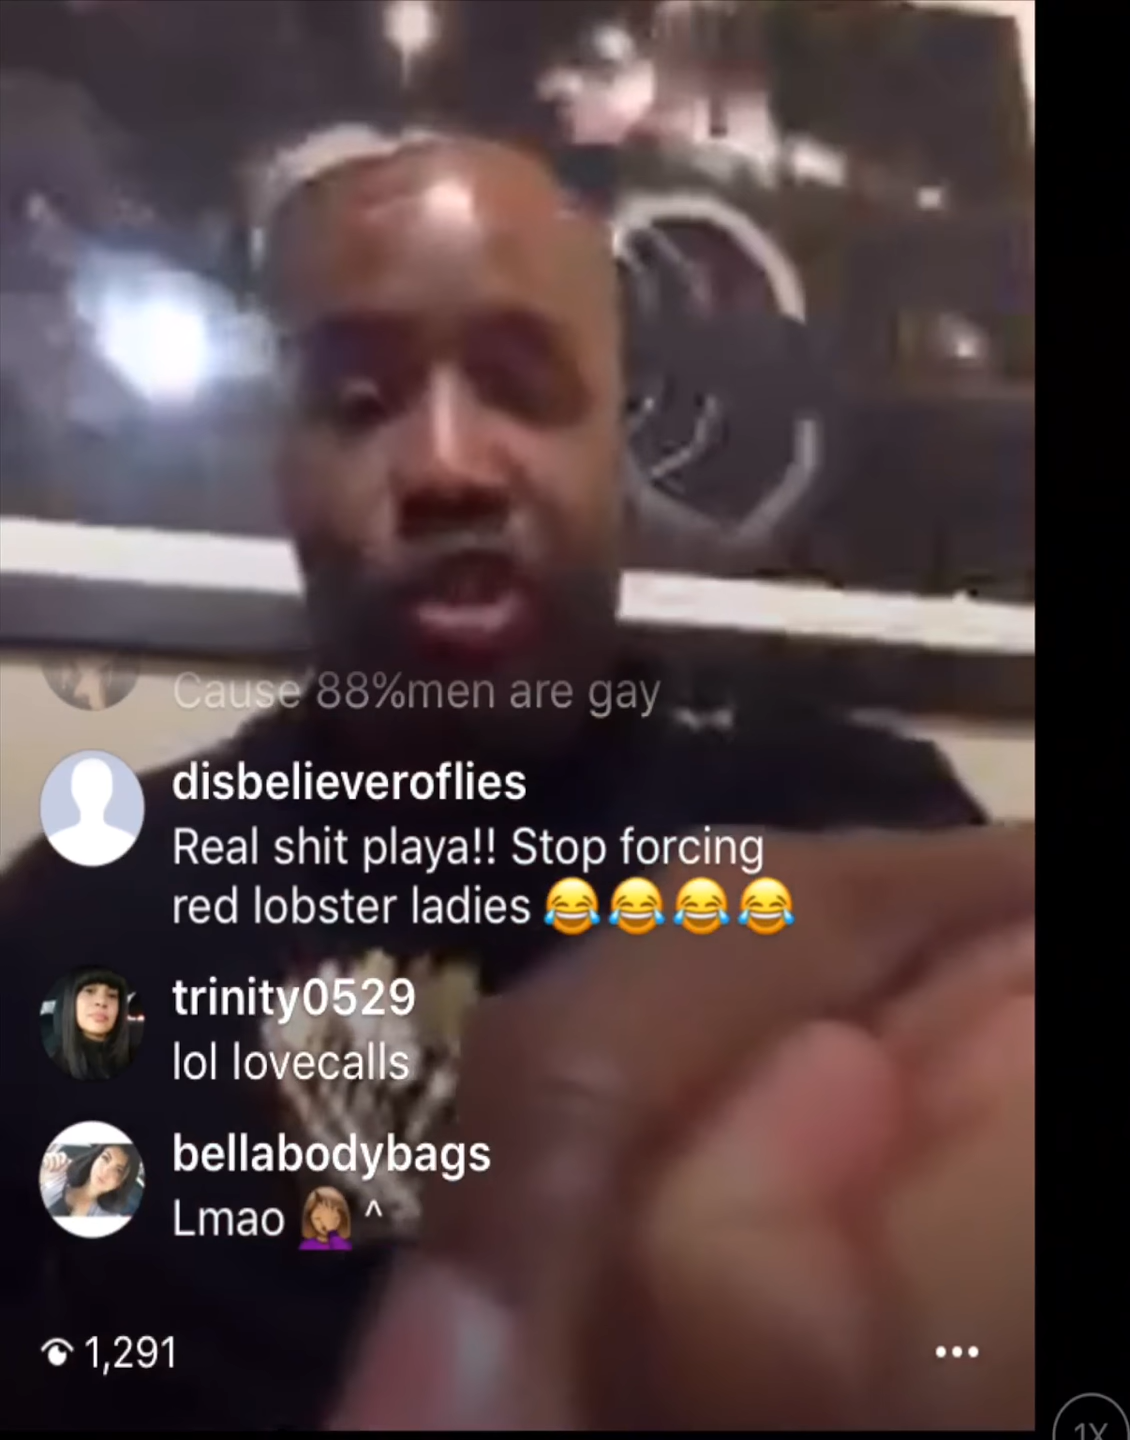 Cause 88%men are gay
disbelieveroflies
Real shit playa!! Stop forcing
red lobster ladies 😂😂😂😂
trinity0529
lol lovecalls
bellabodybags
Lmao 🤦🏽‍♀️ ^
1,291
1X